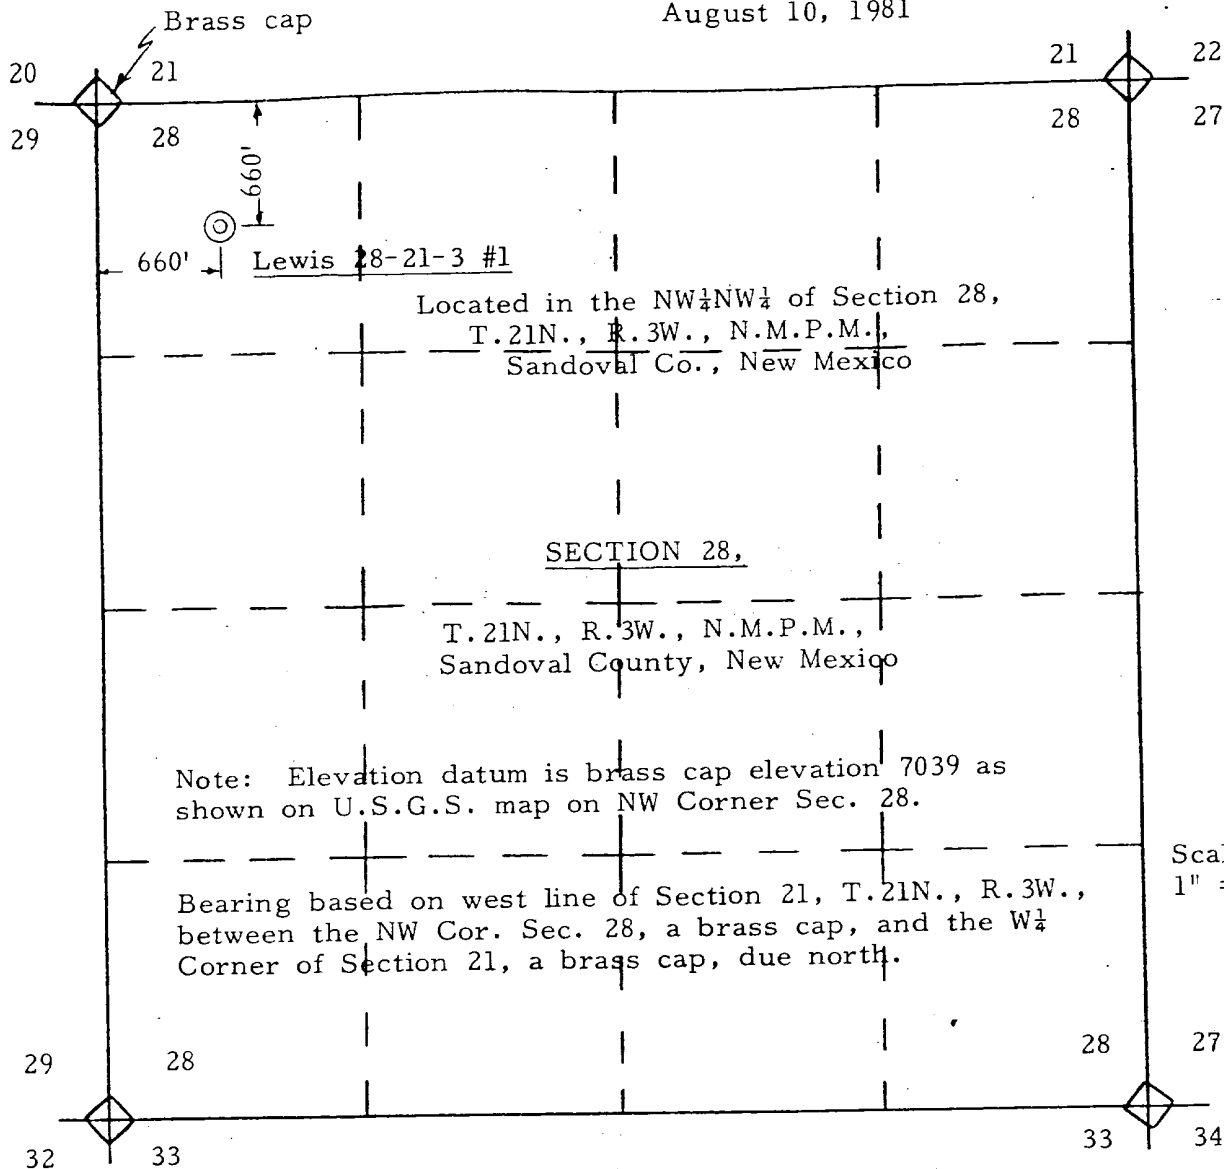 August 10, 1981
Brass cap
20 21
21 22
29 28
28 27
660'
660'
Lewis 28-21-3 #1
Located in the NW¼NW¼ of Section 28,
T.21N., R.3W., N.M.P.M.,
Sandoval Co., New Mexico
SECTION 28,
T.21N., R.3W., N.M.P.M.,
Sandoval County, New Mexico
Note: Elevation datum is brass cap elevation 7039 as
shown on U.S.G.S. map on NW Corner Sec. 28.
Scal
1" =
Bearing based on west line of Section 21, T.21N., R.3W.,
between the NW Cor. Sec. 28, a brass cap, and the W¼
Corner of Section 21, a brass cap, due north.
29 28
28 27
32 33
33 34